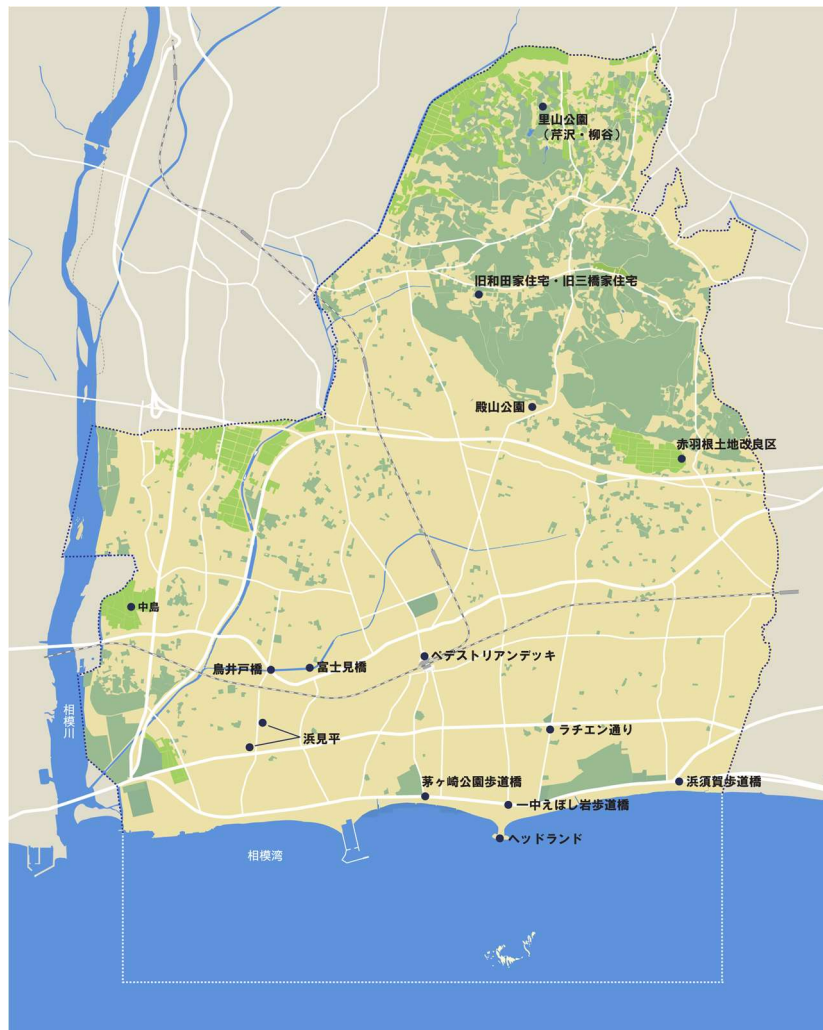 里山公園
（芹沢・柳谷）
旧和田家住宅・旧三橋家住宅
殿山公園
赤羽根土地改良区
中島
鳥井戸橋
富士見橋
ペデストリアンデッキ
相模川
浜見平
ラチエン通り
茅ヶ崎公園歩道橋
浜須賀歩道橋
一中えぼし岩歩道橋
ヘッドランド
相模湾